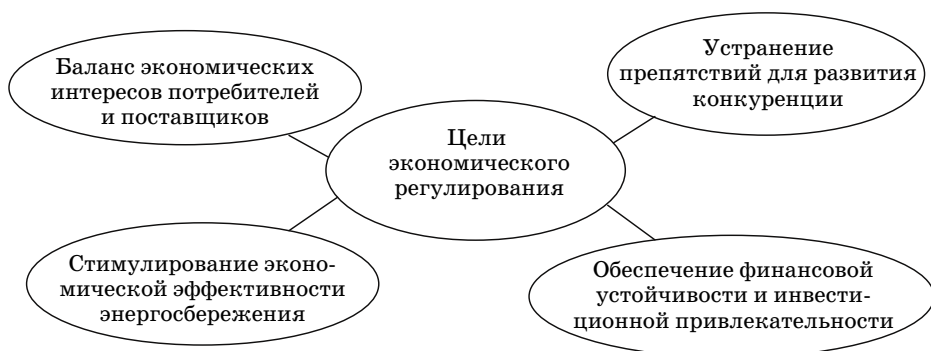 Баланс экономических
интересов потребителей
и поставщиков
Устранение
препятствий для развития
конкуренции
Цели
экономического
регулирования
Стимулирование эконо-
мической эффективности
энергосбережения
Обеспечение финансовой
устойчивости и инвести-
ционной привлекательности